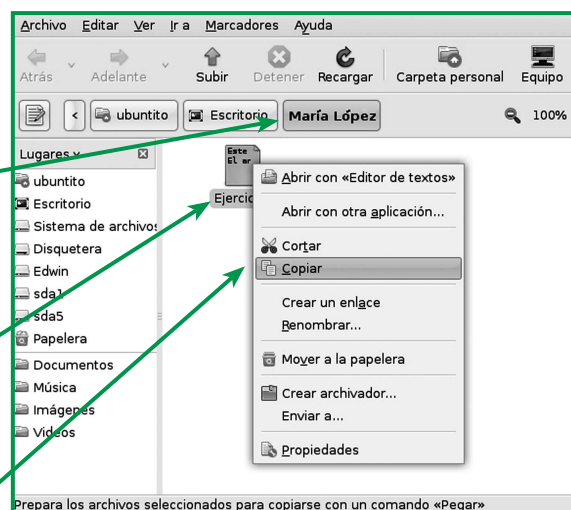 Archivo Editar Ver Ir a Marcadores Ayuda
Atrás Adelante Subir Detener Recargar Carpeta personal Equipo
ubuntito Escritorio María López 100%
Lugares
ubuntito
Escritorio
Sistema de archivos
Disquetera
Edwin
sda1
sda5
Papelera
Documentos
Música
Imágenes
Videos
Este
El
Abrir con «Editor de textos»
Abrir con otra aplicación...
Cortar
Copiar
Crear un enlace
Renombrar...
Mover a la papelera
Crear archivador...
Enviar a...
Propiedades
Prepara los archivos seleccionados para copiarse con un comando «Pegar»